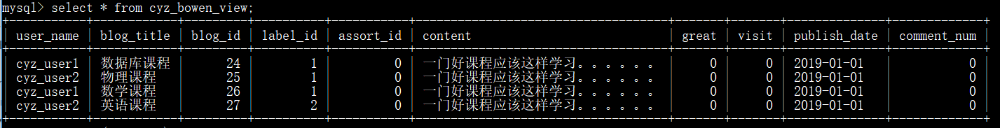 mysql> select * from cyz_bowen_view;
| user_name | blog_title | blog_id | label_id | assort_id | content | great | visit | publish_date | comment_num |
| cyz_user1 | 数据库课程 | 24 | 1 | 0 | 一门好课程应该这样学习。。。。。。 | 0 | 0 | 2019-01-01 | 0 |
| cyz_user2 | 物理课程 | 25 | 1 | 0 | 一门好课程应该这样学习。。。。。。 | 0 | 0 | 2019-01-01 | 0 |
| cyz_user1 | 数学课程 | 26 | 1 | 0 | 一门好课程应该这样学习。。。。。。 | 0 | 0 | 2019-01-01 | 0 |
| cyz_user2 | 英语课程 | 27 | 2 | 0 | 一门好课程应该这样学习。。。。。。 | 0 | 0 | 2019-01-01 | 0 |